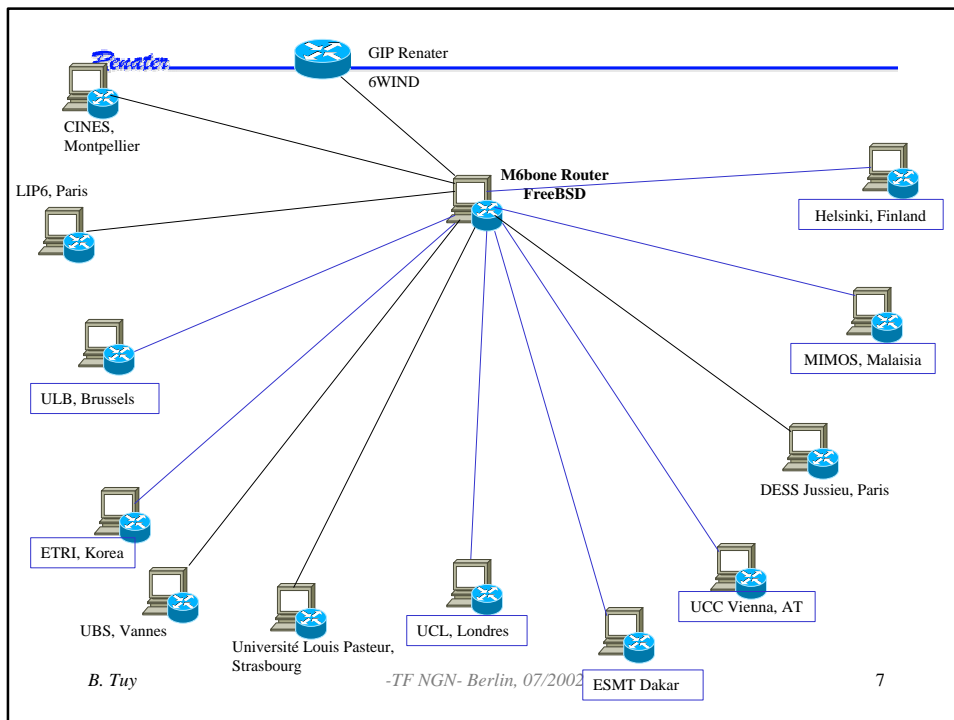 Renater
GIP Renater
6WIND
CINES,
Montpellier
M6bone Router
FreeBSD
LIP6, Paris
Helsinki, Finland
MIMOS, Malaisia
ULB, Brussels
DESS Jussieu, Paris
ETRI, Korea
UCC Vienna, AT
UBS, Vannes
Université Louis Pasteur,
Strasbourg
UCL, Londres
ESMT Dakar
B. Tuy
-TF NGN- Berlin, 07/2002
7